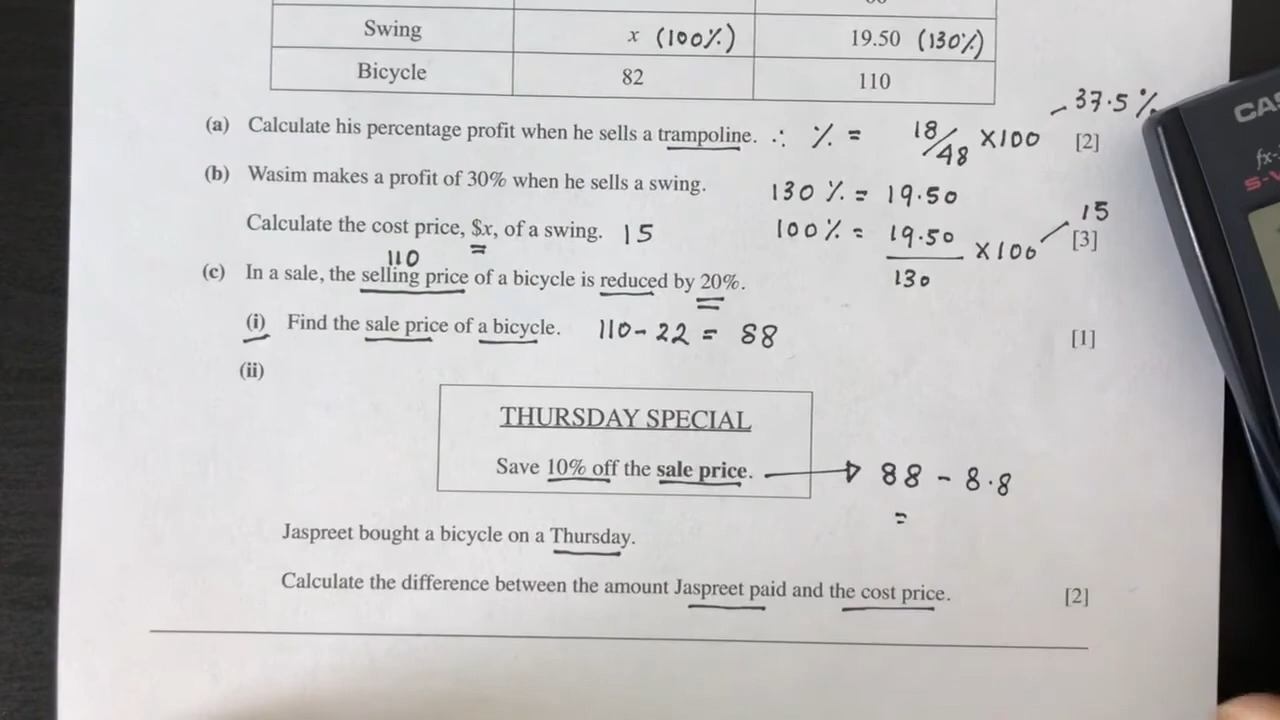 Swing x (100%) 19.50 (130%)
Bicycle 82 110
37.5%
(a) Calculate his percentage profit when he sells a trampoline. ∴ % = 18/48 ×100 [2]
(b) Wasim makes a profit of 30% when he sells a swing. 130 % = 19.50
Calculate the cost price, $x, of a swing. 15 100% = 19.50/130 ×100 15 [3]
110
(c) In a sale, the selling price of a bicycle is reduced by 20%.
(i) Find the sale price of a bicycle. 110 - 22 = 88 [1]
(ii)
THURSDAY SPECIAL
Save 10% off the sale price. → 88 - 8.8
=
Jaspreet bought a bicycle on a Thursday.
Calculate the difference between the amount Jaspreet paid and the cost price. [2]